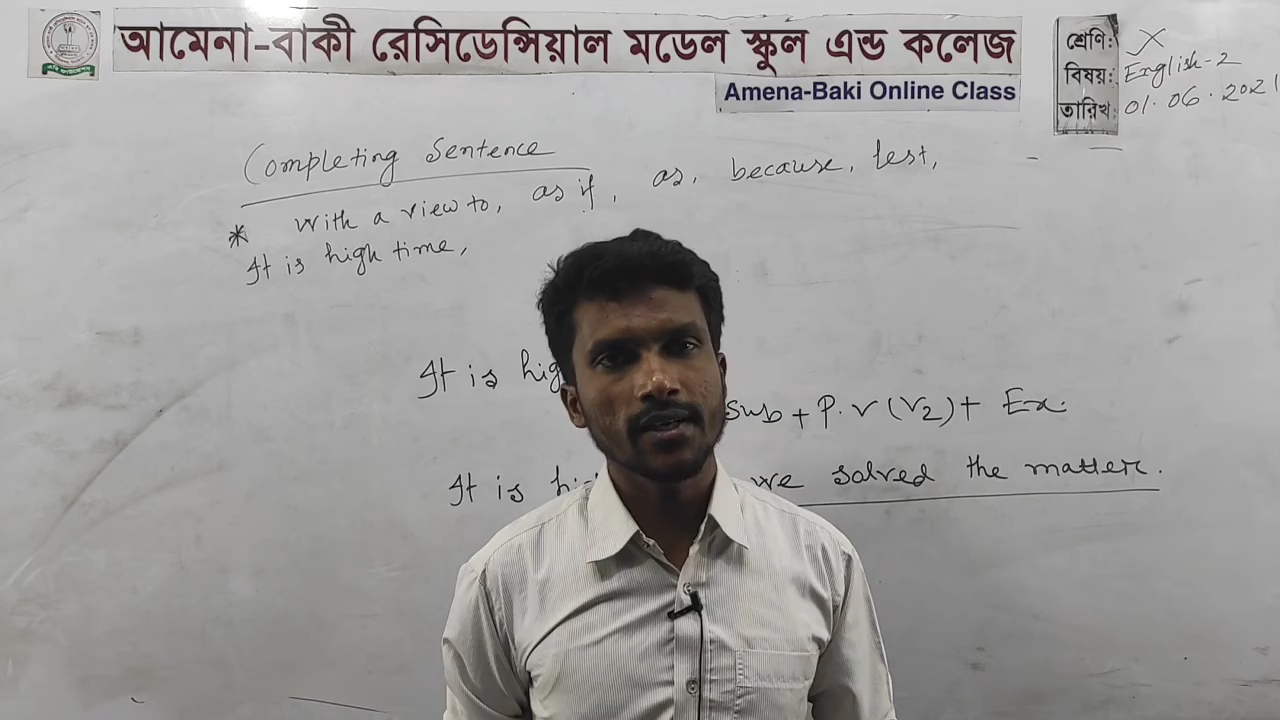 আমেনা-বাকী রেসিডেন্সিয়াল মডেল স্কুল এন্ড কলেজ
Amena-Baki Online Class
শ্রেণি: X
বিষয়: English-2
তারিখ: 01.06.2021
Completing Sentence
* With a view to, as if, as, because, lest,
It is high time,
It is hig
Sub + P.V (V2) + Ex.
It is hi we solved the matter.